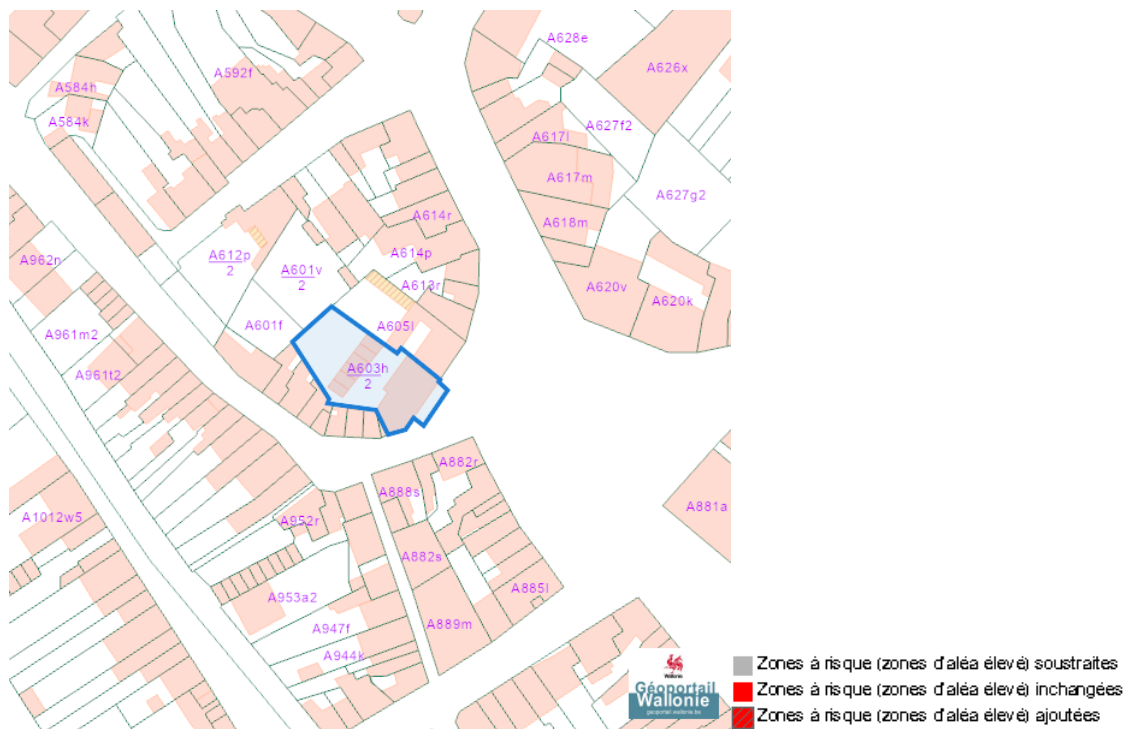 A628e
A626x
A592f
A584h
A584k
A627f2
A617l
A617m
A627g2
A614r
A618m
A614p
A612p
2
A601v
2
A962n
A613r
A620v
A620k
A601f
A605l
A961m2
A961t2
A603h
2
A882r
A888s
A881a
A1012w5
A952r
A882s
A885l
A953a2
A947f
A889m
A944k
Wallonie
Géoportail
Wallonie
geoportail.wallonie.be
Zones à risque (zones d'aléa élevé) soustraites
Zones à risque (zones d'aléa élevé) inchangées
Zones à risque (zones d'aléa élevé) ajoutées